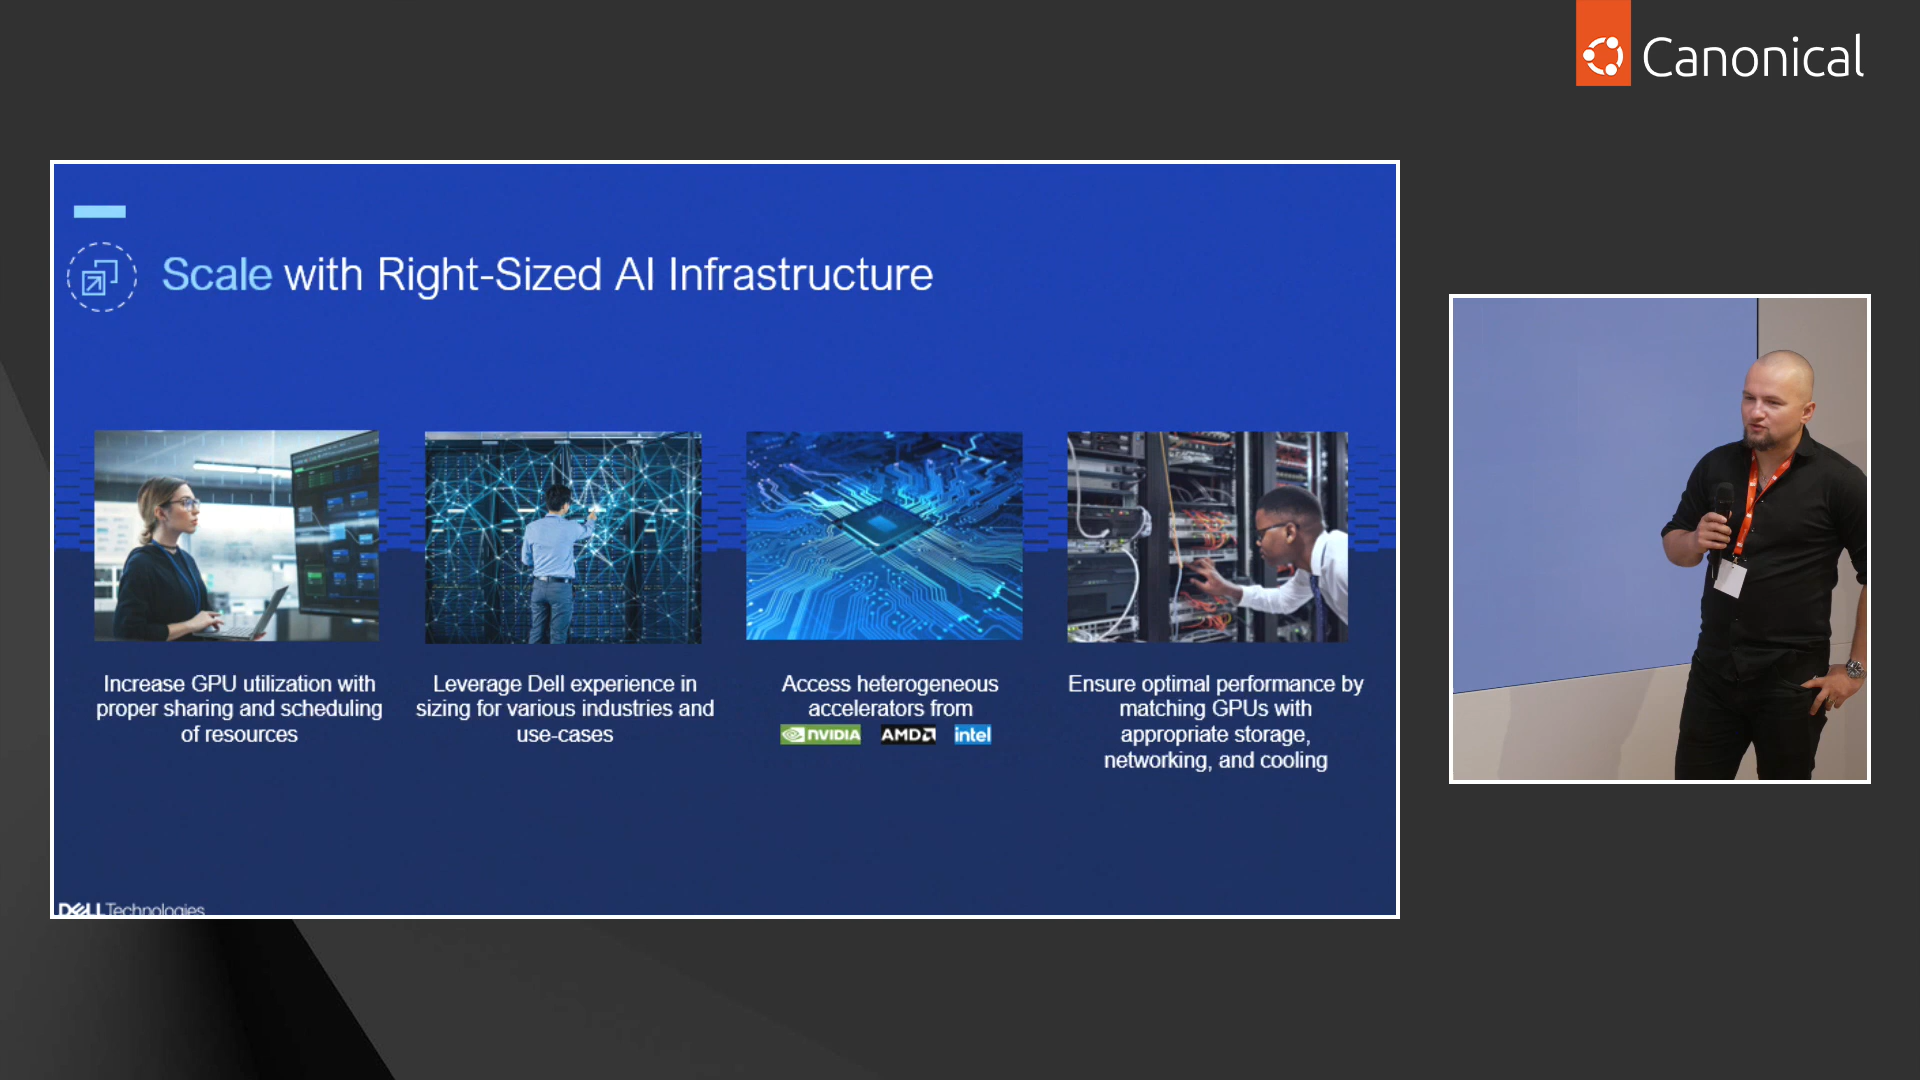 Canonical
Scale with Right-Sized AI Infrastructure
Increase GPU utilization with
proper sharing and scheduling
of resources
Leverage Dell experience in
sizing for various industries and
use-cases
Access heterogeneous
accelerators from
NVIDIA AMD intel
Ensure optimal performance by
matching GPUs with
appropriate storage,
networking, and cooling
DELL Technologies